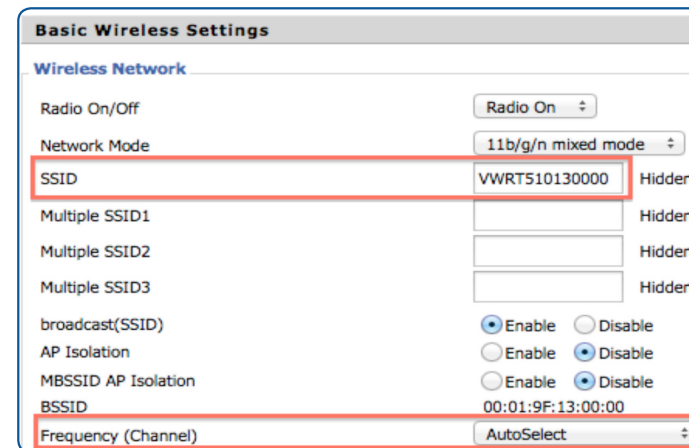 Basic Wireless Settings
Wireless Network
Radio On/Off Radio On
Network Mode 11b/g/n mixed mode
SSID VWRT510130000 Hidden
Multiple SSID1 Hidden
Multiple SSID2 Hidden
Multiple SSID3 Hidden
broadcast(SSID) Enable Disable
AP Isolation Enable Disable
MBSSID AP Isolation Enable Disable
BSSID 00:01:9F:13:00:00
Frequency (Channel) AutoSelect